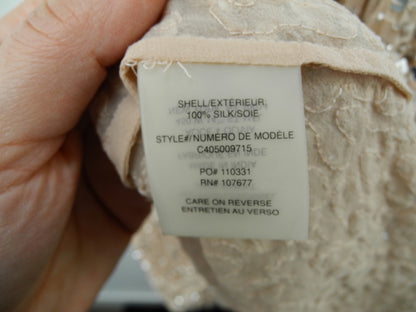 SHELL/EXTÉRIEUR
100% SILK/SOIE
STYLE#/NUMÉRO DE MODÈLE
C405009715
PO# 110331
RN# 107677
CARE ON REVERSE
ENTRETIEN AU VERSO